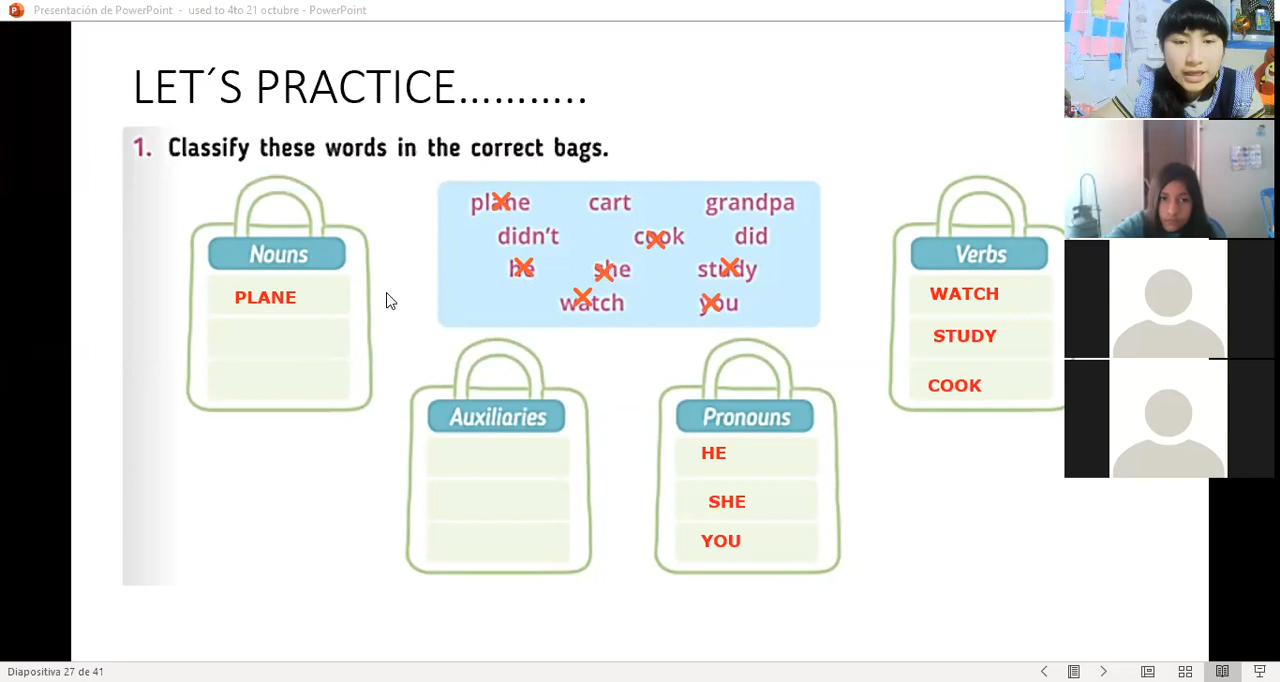 Presentación de PowerPoint - used to 4to 21 octubre - PowerPoint
LET´S PRACTICE………..
1. Classify these words in the correct bags.
plane cart grandpa
didn't cook did
he she study
watch you
Nouns
PLANE
Verbs
WATCH
STUDY
COOK
Auxiliaries
Pronouns
HE
SHE
YOU
Diapositiva 27 de 41